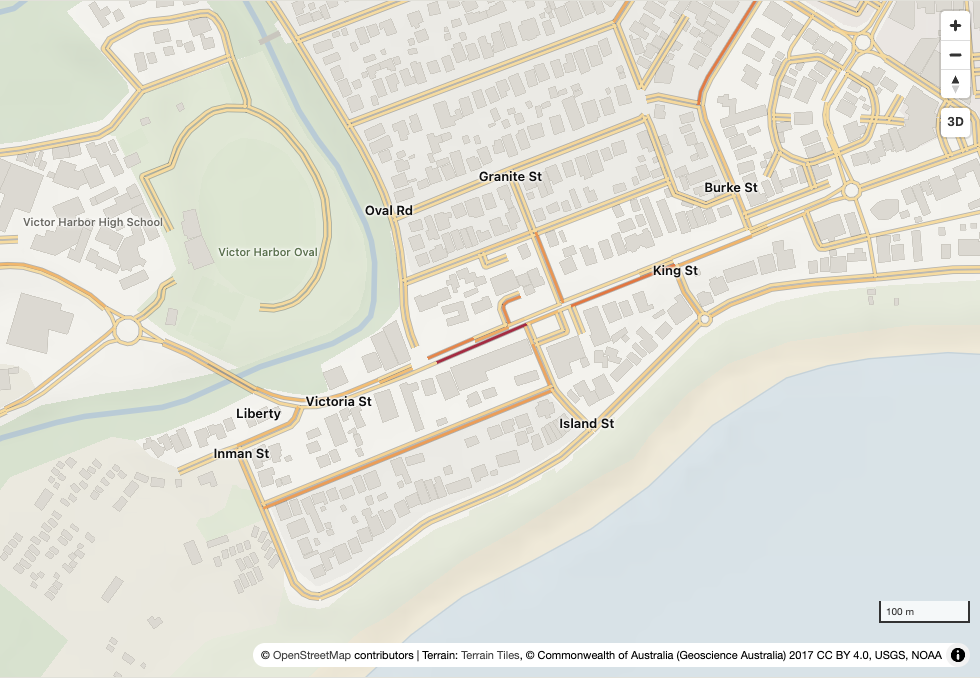 3D
Granite St
Burke St
Oval Rd
Victor Harbor High School
Victor Harbor Oval
King St
Victoria St
Liberty
Island St
Inman St
100 m
© OpenStreetMap contributors | Terrain: Terrain Tiles, © Commonwealth of Australia (Geoscience Australia) 2017 CC BY 4.0, USGS, NOAA